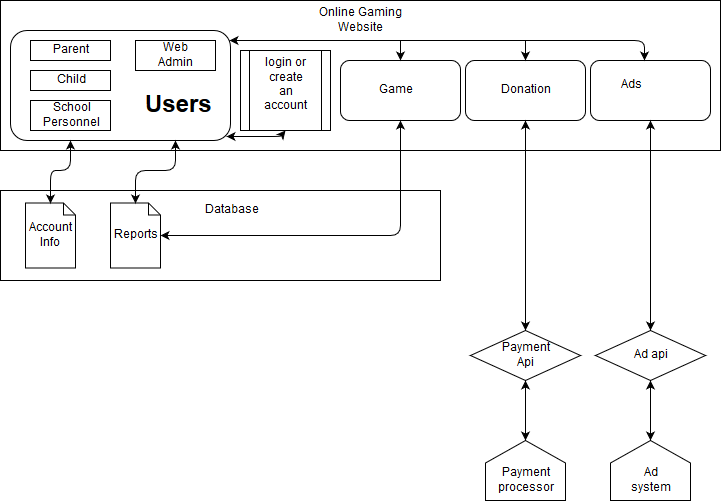 Online Gaming
Website
Parent
Child
School
Personnel
Web
Admin
Users
login or
create
an
account
Game
Donation
Ads
Database
Account
Info
Reports
Payment
Api
Ad api
Payment
processor
Ad
system